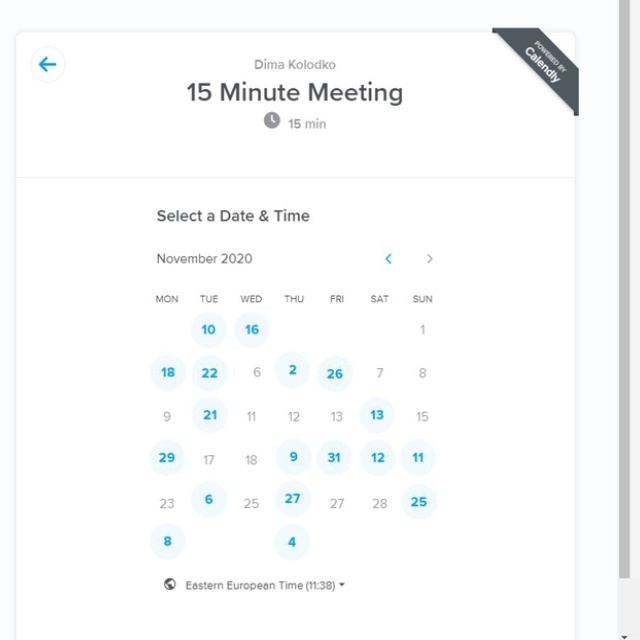 POWERED BY
Calendly
Dima Kolodko
15 Minute Meeting
15 min
Select a Date & Time
November 2020
MON TUE WED THU FRI SAT SUN
10 16 1
18 22 6 2 26 7 8
9 21 11 12 13 13 15
29 17 18 9 31 12 11
23 6 25 27 27 28 25
8 4
Eastern European Time (11:38)